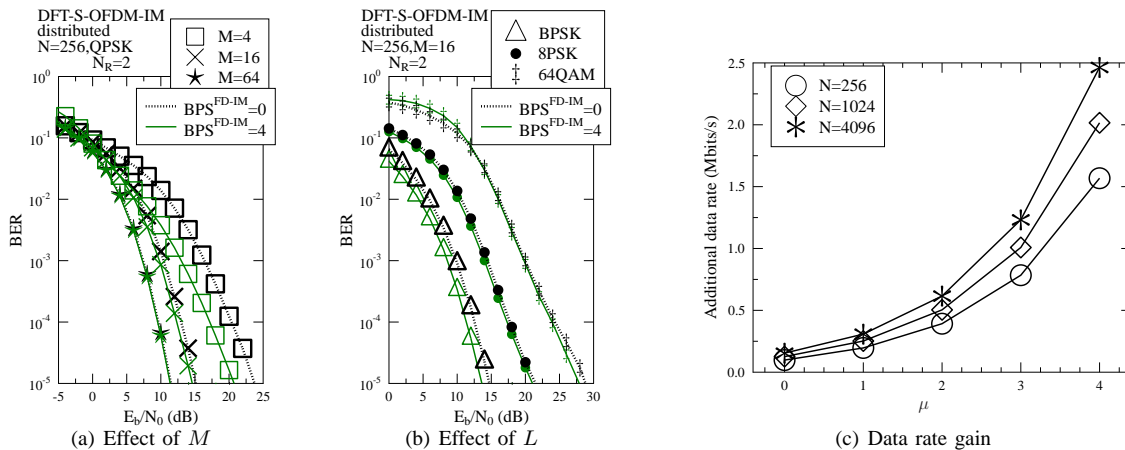 DFT-S-OFDM-IM
distributed
N=256,QPSK
N_R=2
M=4
M=16
M=64
BPS^FD-IM=0
BPS^FD-IM=4
10^0
10^-1
10^-2
10^-3
10^-4
10^-5
BER
-5 0 5 10 15 20 25
E_b/N_0 (dB)
(a) Effect of M
DFT-S-OFDM-IM
distributed
N=256,M=16
N_R=2
BPSK
8PSK
64QAM
BPS^FD-IM=0
BPS^FD-IM=4
10^0
10^-1
10^-2
10^-3
10^-4
10^-5
BER
0 5 10 15 20 25 30
E_b/N_0 (dB)
(b) Effect of L
N=256
N=1024
N=4096
2.5
2.0
1.5
1.0
0.5
0.0
Additional data rate (Mbits/s)
0 1 2 3 4
μ
(c) Data rate gain